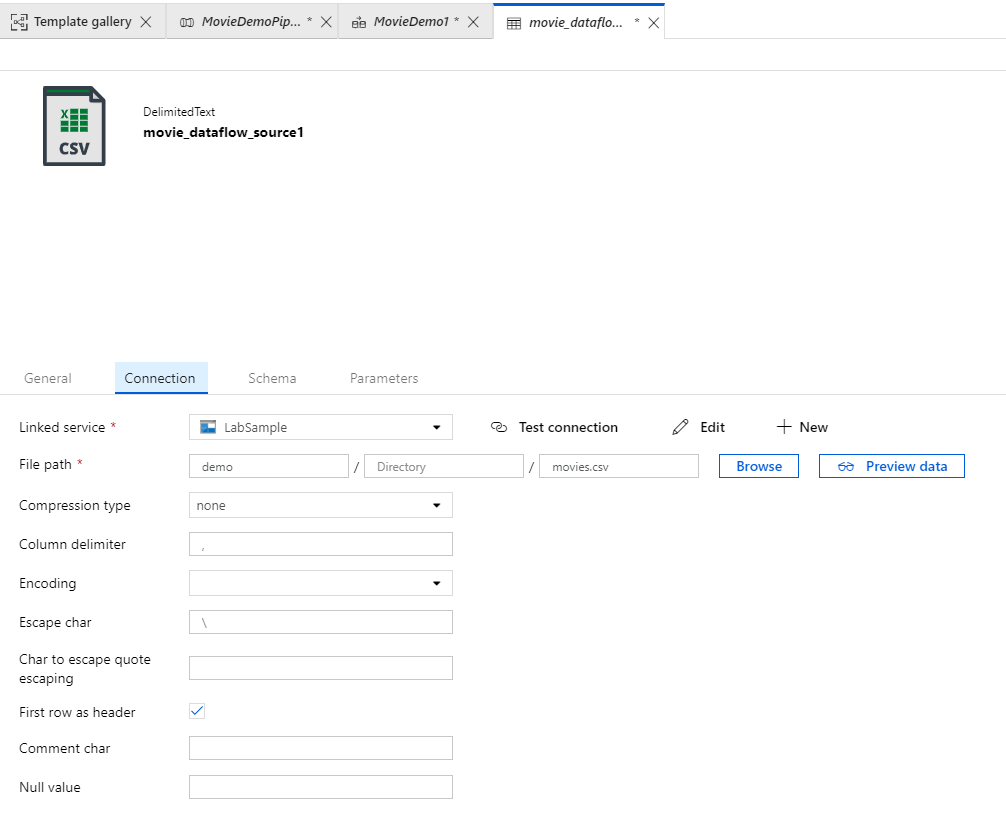 Template gallery
MovieDemoPip... *
MovieDemo1 *
movie_dataflo... *
X
CSV
DelimitedText
movie_dataflow_source1
General Connection Schema Parameters
Linked service * LabSample Test connection Edit New
File path * demo / Directory / movies.csv Browse Preview data
Compression type none
Column delimiter ,
Encoding
Escape char \
Char to escape quote
escaping
First row as header
Comment char
Null value